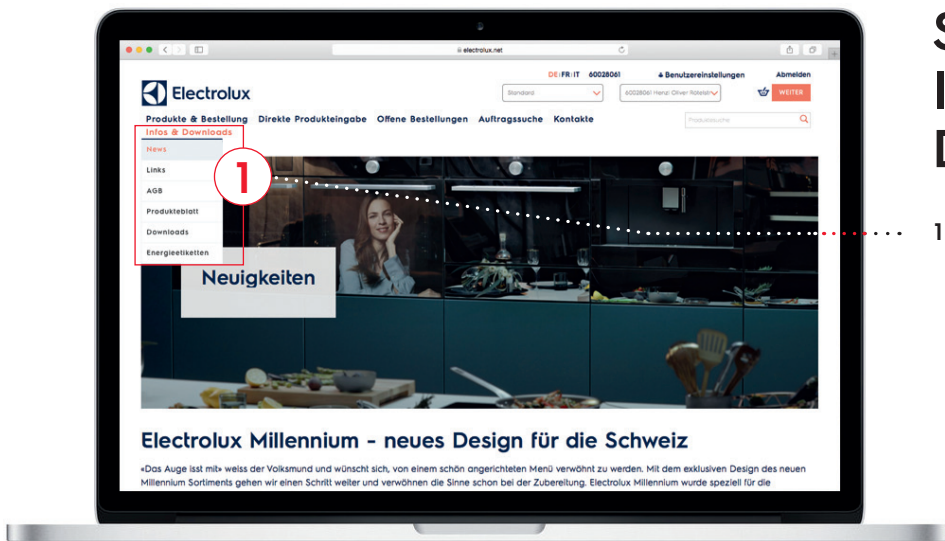 electrolux.net
DE FR IT 60028061 Benutzereinstellungen Abmelden
Electrolux
Standard
WEITER
Produkte & Bestellung Direkte Produkteingabe Offene Bestellungen Auftragssuche Kontakte
Produktsuche
Infos & Downloads
News
Links
AGB
Produkteblatt
Downloads
Energieetiketten
1
1
Neuigkeiten
Electrolux Millennium – neues Design für die Schweiz
«Das Auge isst mit» weiss der Volksmund und wünscht sich, von einem schön angerichteten Menü verwöhnt zu werden. Mit dem exklusiven Design des neuen
Millennium Sortiments gehen wir einen Schritt weiter und verwöhnen die Sinne schon bei der Zubereitung. Electrolux Millennium wurde speziell für die